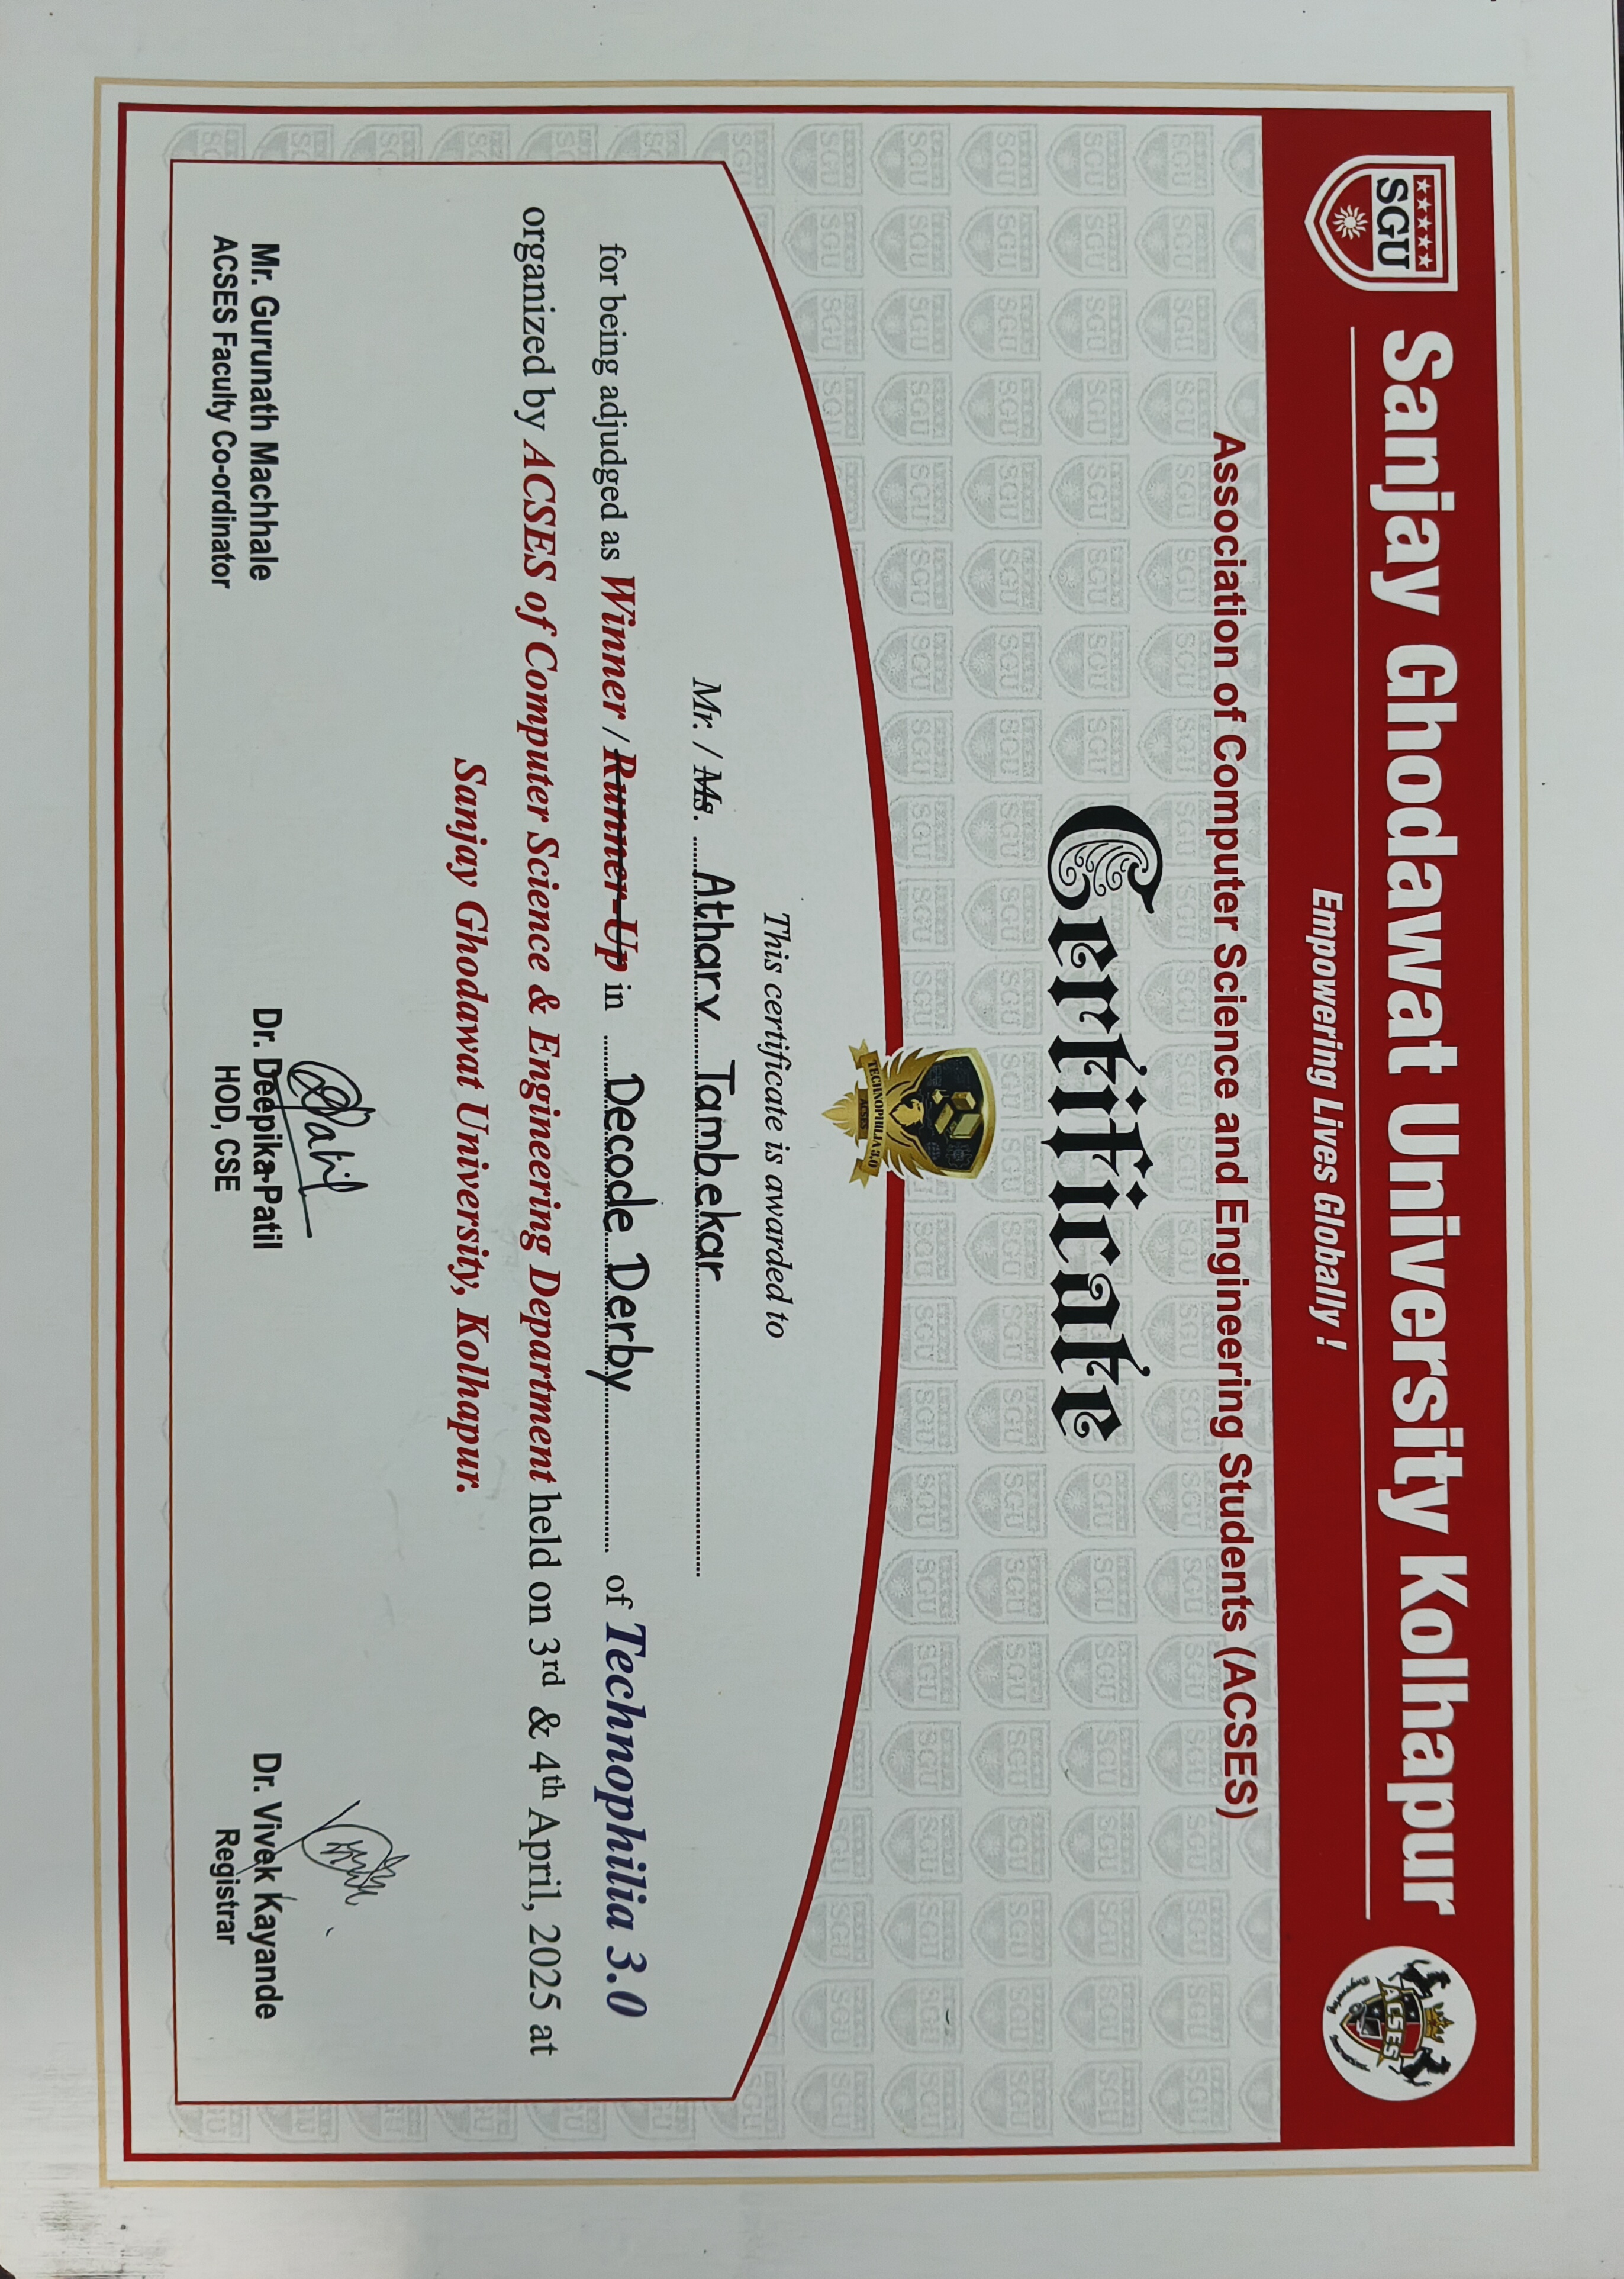 SGU
Sanjay Ghodawat University Kolhapur
ACSES
Empowering Lives Globally !
Association of Computer Science and Engineering Students (ACSES)
Certificate
TECHNOPHILIA 3.0
ACSES
This certificate is awarded to
Mr. / Ms. Atharv Tambekar
for being adjudged as Winner / Runner-Up in Decode Derby of Technophilia 3.0
organized by ACSES of Computer Science & Engineering Department held on 3rd & 4th April, 2025 at
Sanjay Ghodawat University, Kolhapur.
Patil
Mr. Gurunath Machhale
ACSES Faculty Co-ordinator
Dr. Deepika Patil
HOD, CSE
Dr. Vivek Kayande
Registrar